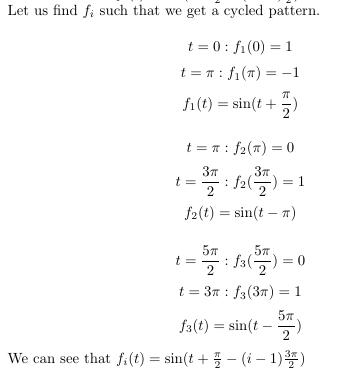 Let us find $f_i$ such that we get a cycled pattern.
$t = 0 : f_1(0) = 1$
$t = \pi : f_1(\pi) = -1$
$f_1(t) = \sin(t + \frac{\pi}{2})$
$t = \pi : f_2(\pi) = 0$
$t = \frac{3\pi}{2} : f_2(\frac{3\pi}{2}) = 1$
$f_2(t) = \sin(t - \pi)$
$t = \frac{5\pi}{2} : f_3(\frac{5\pi}{2}) = 0$
$t = 3\pi : f_3(3\pi) = 1$
$f_3(t) = \sin(t - \frac{5\pi}{2})$
We can see that $f_i(t) = \sin(t + \frac{\pi}{2} - (i - 1)\frac{3\pi}{2})$